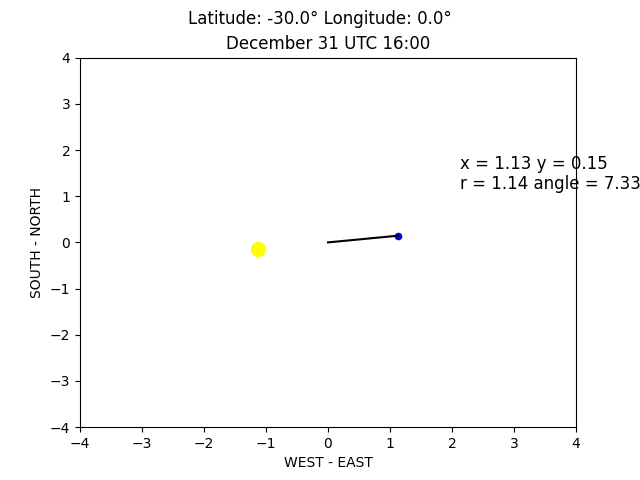 Latitude: -30.0° Longitude: 0.0°
December 31 UTC 16:00
4
3
2
1
0
−1
−2
−3
−4
SOUTH - NORTH
x = 1.13 y = 0.15
r = 1.14 angle = 7.33
−4 −3 −2 −1 0 1 2 3 4
WEST - EAST